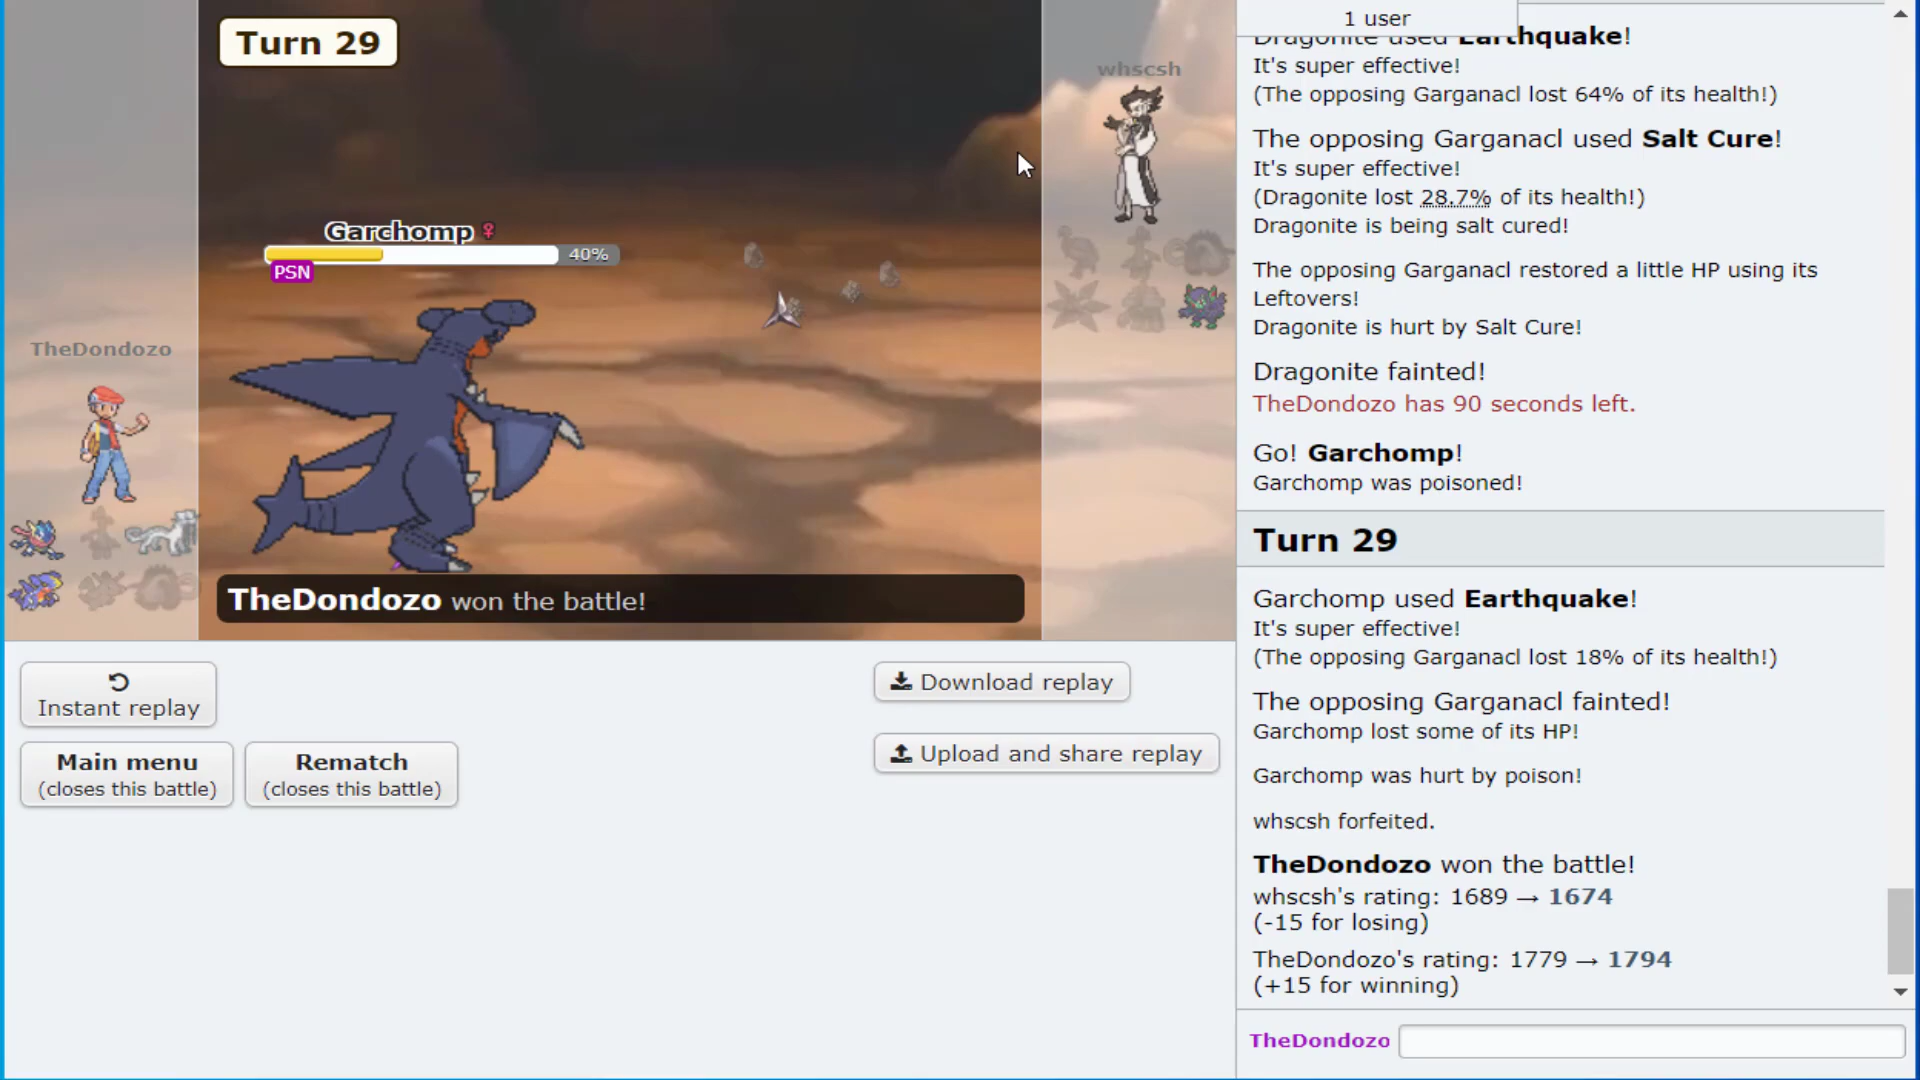 Turn 29
whscsh
Garchomp ♀
40%
PSN
TheDondozo
TheDondozo won the battle!
Instant replay
Main menu
(closes this battle)
Rematch
(closes this battle)
Download replay
Upload and share replay
1 user
Dragonite used Earthquake!
It's super effective!
(The opposing Garganacl lost 64% of its health!)
The opposing Garganacl used Salt Cure!
It's super effective!
(Dragonite lost 28.7% of its health!)
Dragonite is being salt cured!
The opposing Garganacl restored a little HP using its
Leftovers!
Dragonite is hurt by Salt Cure!
Dragonite fainted!
TheDondozo has 90 seconds left.
Go! Garchomp!
Garchomp was poisoned!
Turn 29
Garchomp used Earthquake!
It's super effective!
(The opposing Garganacl lost 18% of its health!)
The opposing Garganacl fainted!
Garchomp lost some of its HP!
Garchomp was hurt by poison!
whscsh forfeited.
TheDondozo won the battle!
whscsh's rating: 1689 → 1674
(-15 for losing)
TheDondozo's rating: 1779 → 1794
(+15 for winning)
TheDondozo